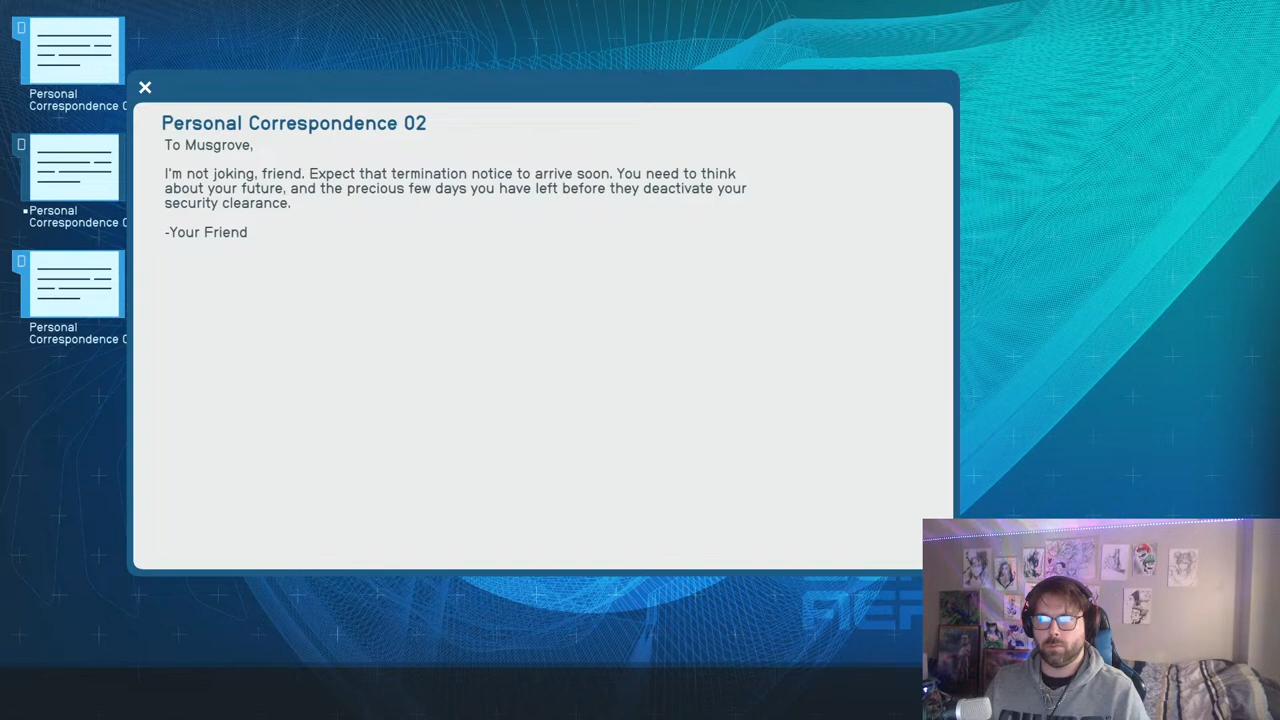 Personal
Correspondence
Personal
Correspondence
Personal
Correspondence
Personal Correspondence 02
To Musgrove,
I'm not joking, friend. Expect that termination notice to arrive soon. You need to think
about your future, and the precious few days you have left before they deactivate your
security clearance.
-Your Friend